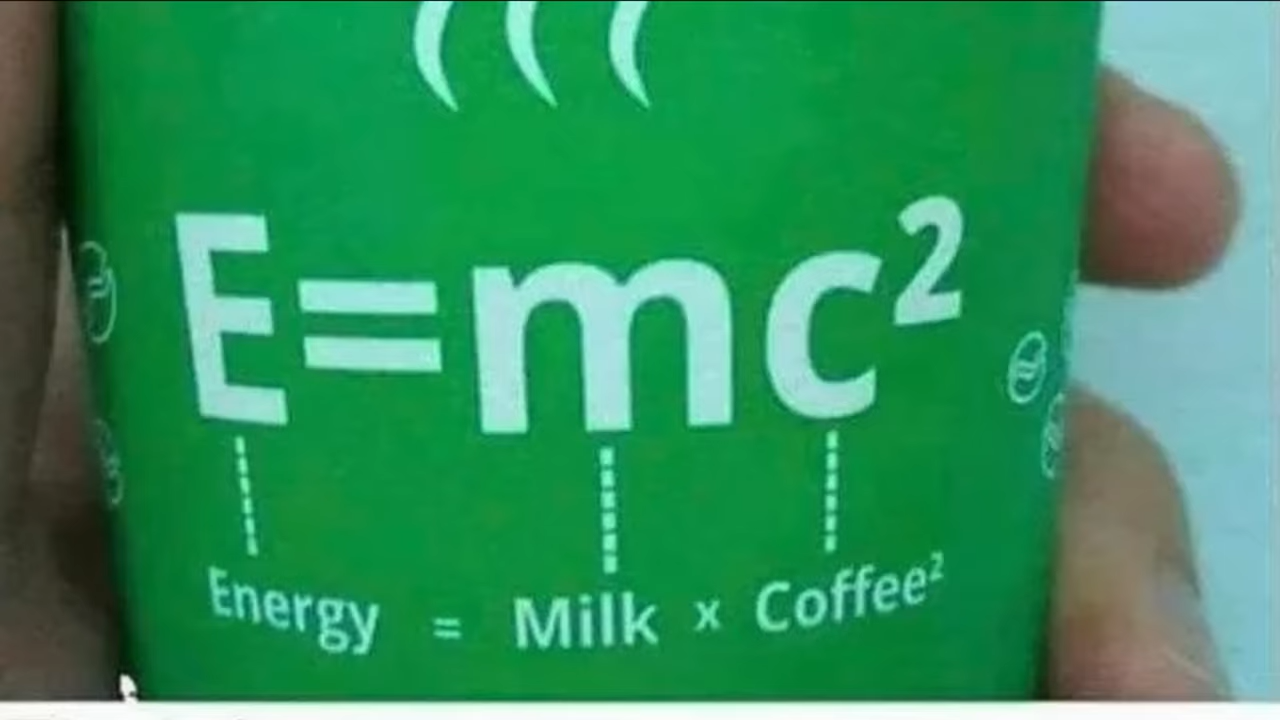 E=mc²
Energy = Milk x Coffee²